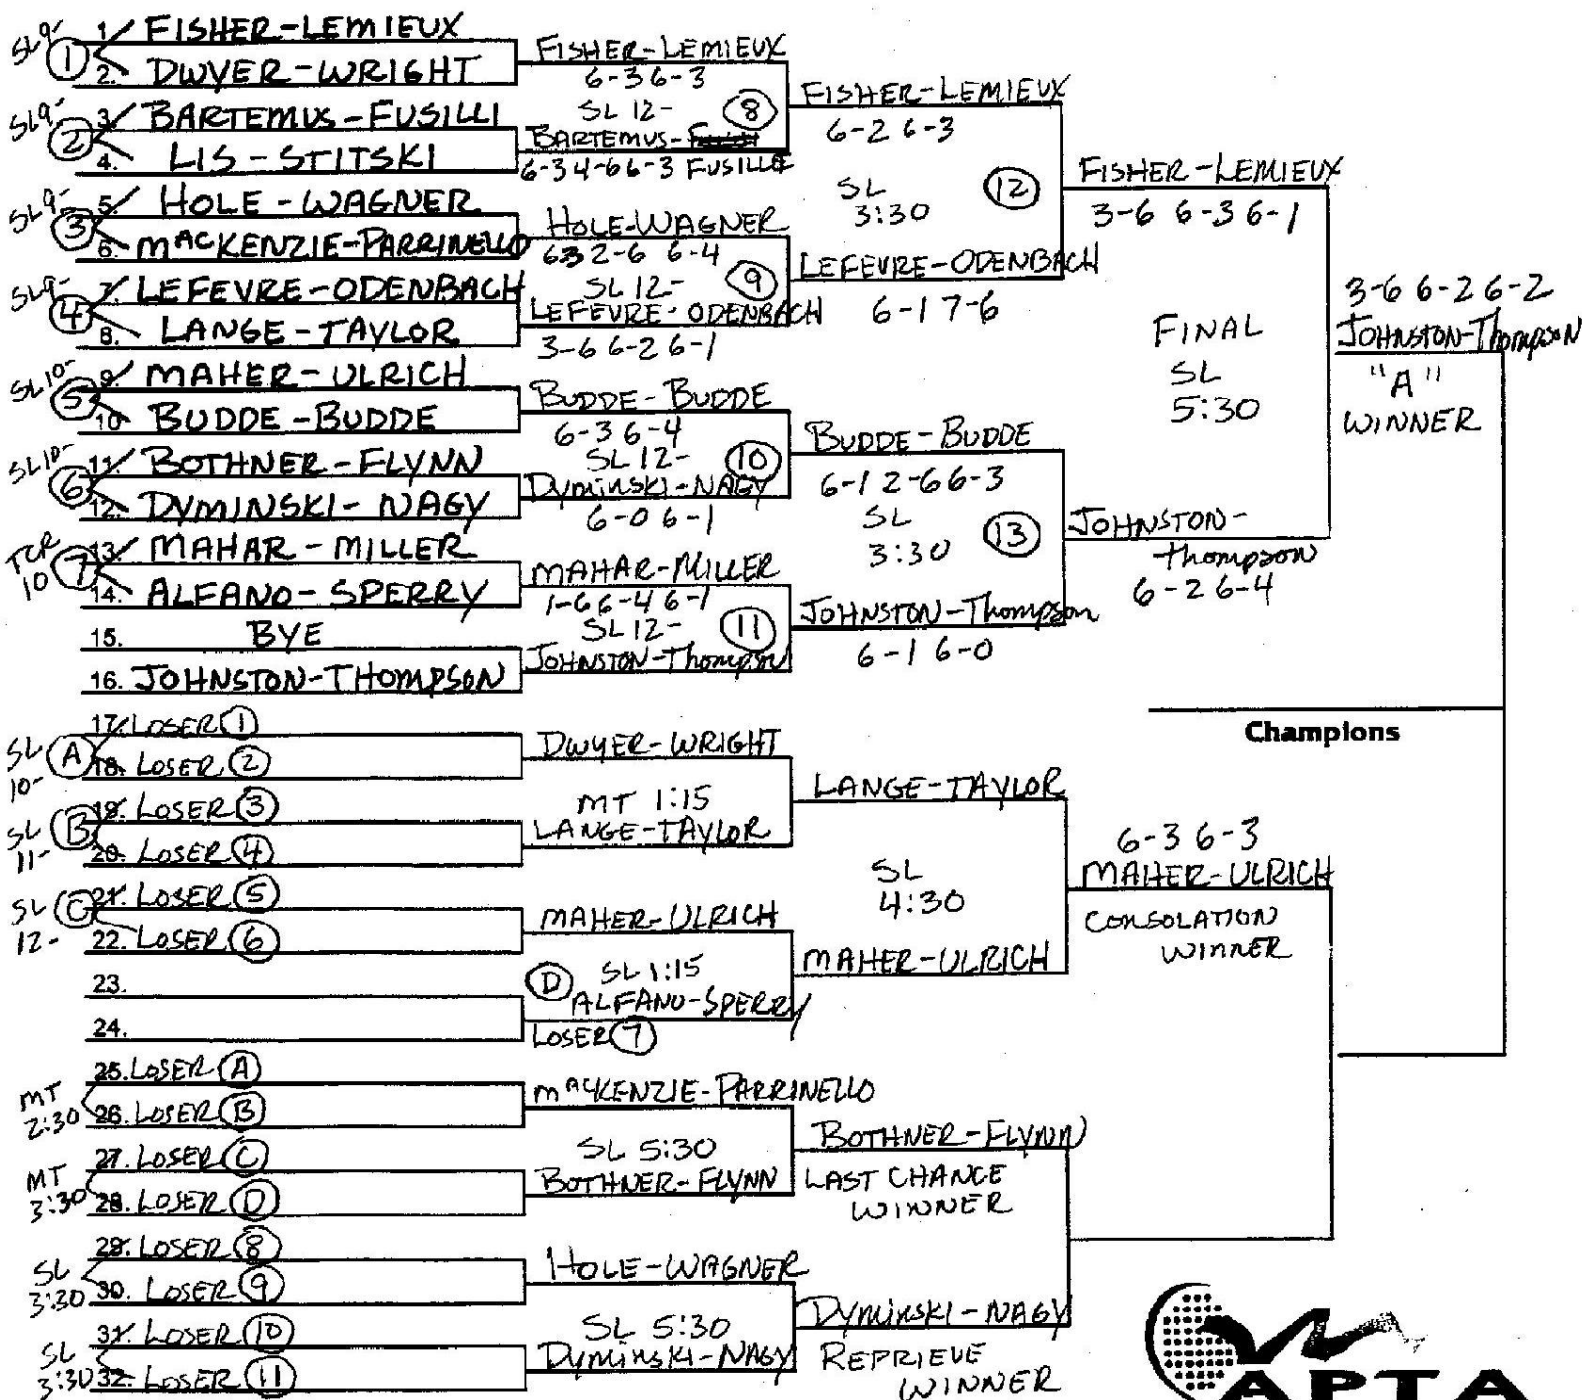 SL9- ① 1. FISHER-LEMIEUX
2. DWYER-WRIGHT
SL9- ② 3. BARTEMUS-FUSILLI
4. LIS-STITSKI
SL9- ③ 5. HOLE-WAGNER
6. MACKENZIE-PARRINELLO
SL9- ④ 7. LEFEVRE-ODENBACH
8. LANGE-TAYLOR
SL10- ⑤ 9. MAHER-ULRICH
10. BUDDE-BUDDE
SL10- ⑥ 11. BOTHNER-FLYNN
12. DYMINSKI-NAGY
TCR 10 ⑦ 13. MAHAR-MILLER
14. ALFANO-SPERRY
15. BYE
16. JOHNSTON-THOMPSON
SL 10- Ⓐ 17. LOSER ①
18. LOSER ②
SL 11- Ⓑ 19. LOSER ③
20. LOSER ④
SL 12- Ⓒ 21. LOSER ⑤
22. LOSER ⑥
23.
24.
25. LOSER Ⓐ
MT 2:30 26. LOSER Ⓑ
27. LOSER Ⓒ
MT 3:30 28. LOSER Ⓓ
29. LOSER ⑧
SL 3:30 30. LOSER ⑨
31. LOSER ⑩
SL 3:30 32. LOSER ⑪
FISHER-LEMIEUX
6-3 6-3
SL 12- ⑧
BARTEMUS-
6-3 4-6 6-3 FUSILLI
HOLE-WAGNER
63 2-6 6-4
SL 12- ⑨
LEFEVRE-ODENBACH
3-6 6-2 6-1
BUDDE-BUDDE
6-3 6-4
SL 12- ⑩
DYMINSKI-NAGY
6-0 6-1
MAHAR-MILLER
1-6 6-4 6-1
SL 12- ⑪
JOHNSTON-Thompson
DWYER-WRIGHT
MT 1:15
LANGE-TAYLOR
MAHER-ULRICH
Ⓓ SL 1:15
ALFANO-SPERRY
LOSER ⑦
MACKENZIE-PARRINELLO
SL 5:30
BOTHNER-FLYNN
HOLE-WAGNER
SL 5:30
DYMINSKI-NAGY
FISHER-LEMIEUX
6-2 6-3
SL
3:30 ⑫
LEFEVRE-ODENBACH
6-1 7-6
BUDDE-BUDDE
6-1 2-6 6-3
SL
3:30 ⑬
JOHNSTON-Thompson
6-1 6-0
LANGE-TAYLOR
SL
4:30
MAHER-ULRICH
BOTHNER-FLYNN
LAST CHANCE
WINNER
DYMINSKI-NAGY
REPRIEVE
WINNER
FISHER-LEMIEUX
3-6 6-3 6-1
FINAL
SL
5:30
JOHNSTON-
Thompson
6-2 6-4
6-3 6-3
MAHER-ULRICH
CONSOLATION
WINNER
3-6 6-2 6-2
JOHNSTON-Thompson
"A"
WINNER
Champions
APTA